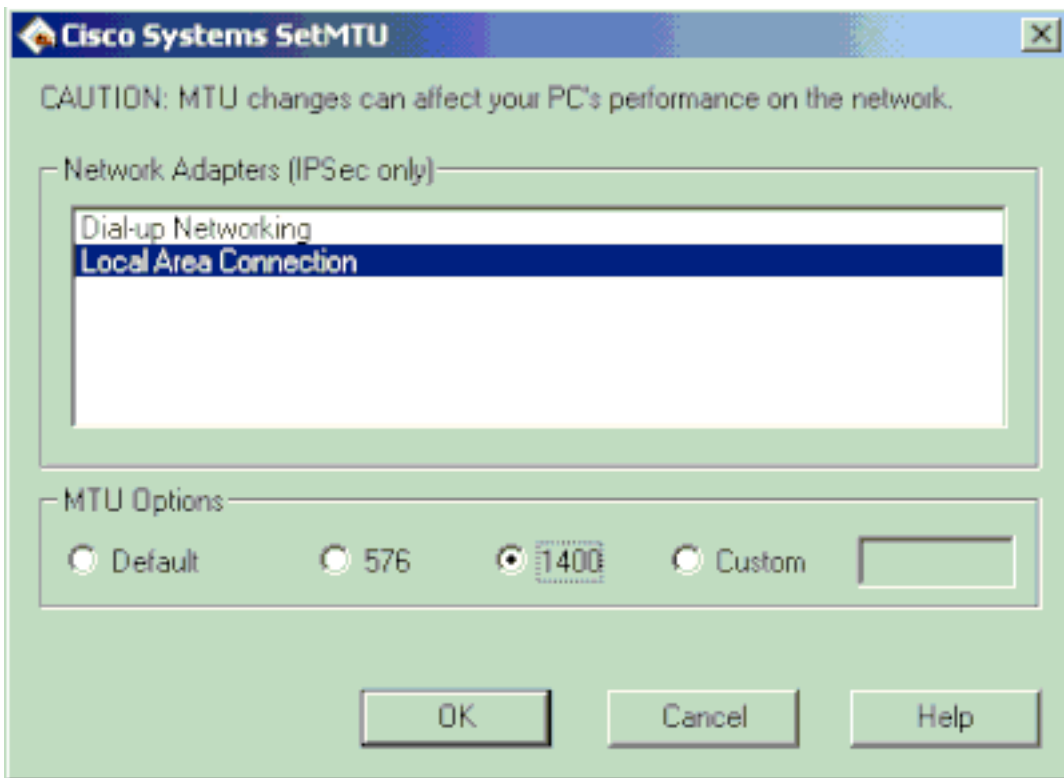 Cisco Systems SetMTU
CAUTION: MTU changes can affect your PC's performance on the network.
Network Adapters (IPSec only)
Dial-up Networking
Local Area Connection
MTU Options
Default 576 1400 Custom
OK Cancel Help